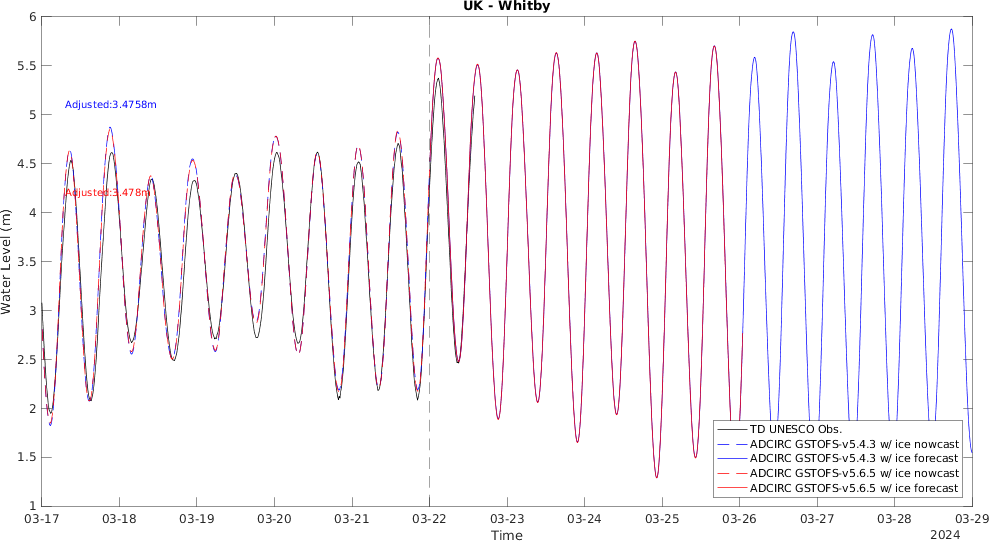 UK - Whitby
6
5.5
5
4.5
4
3.5
3
2.5
2
1.5
1
Water Level (m)
Adjusted:3.4758m
Adjusted:3.478m
TD UNESCO Obs.
ADCIRC GSTOFS-v5.4.3 w/ ice nowcast
ADCIRC GSTOFS-v5.4.3 w/ ice forecast
ADCIRC GSTOFS-v5.6.5 w/ ice nowcast
ADCIRC GSTOFS-v5.6.5 w/ ice forecast
03-17 03-18 03-19 03-20 03-21 03-22 03-23 03-24 03-25 03-26 03-27 03-28 03-29
Time
2024